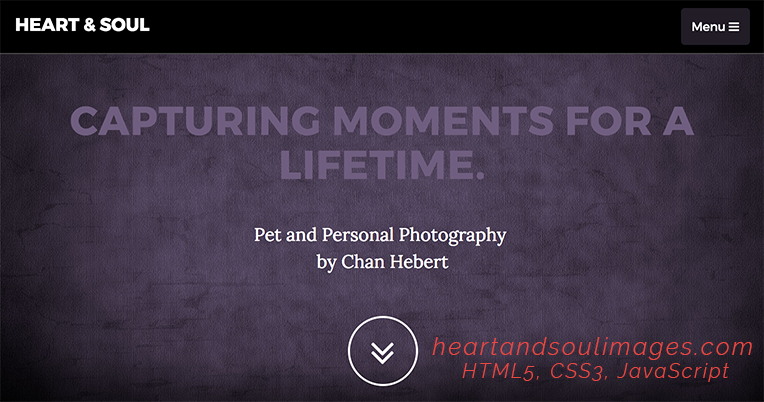 HEART & SOUL
Menu
CAPTURING MOMENTS FOR A
LIFETIME.
Pet and Personal Photography
by Chan Hebert
heartandsoulimages.com
HTML5, CSS3, JavaScript